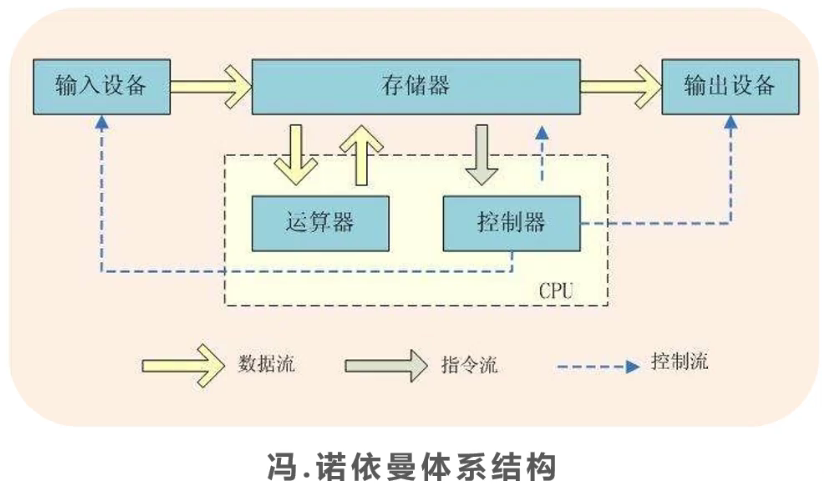 输入设备
存储器
输出设备
运算器
控制器
CPU
数据流
指令流
控制流
冯.诺依曼体系结构